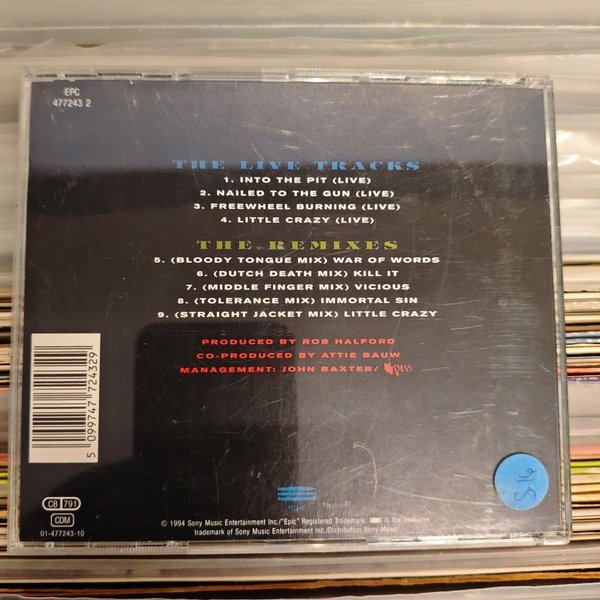 EPC
477243 2
THE LIVE TRACKS
1. INTO THE PIT (LIVE)
2. NAILED TO THE GUN (LIVE)
3. FREEWHEEL BURNING (LIVE)
4. LITTLE CRAZY (LIVE)
THE REMIXES
5. (BLOODY TONGUE MIX) WAR OF WORDS
6. (DUTCH DEATH MIX) KILL IT
7. (MIDDLE FINGER MIX) VICIOUS
8. (TOLERANCE MIX) IMMORTAL SIN
9. (STRAIGHT JACKET MIX) LITTLE CRAZY
PRODUCED BY ROB HALFORD
CO-PRODUCED BY ATTIE BAUW
MANAGEMENT: JOHN BAXTER/
5 099747 724329
CB 791
CDM
01-477243-10
© 1994 Sony Music Entertainment Inc./"Epic" Registered Trademark. is the exclusive
trademark of Sony Music Entertainment Inc./Distribution Sony Music